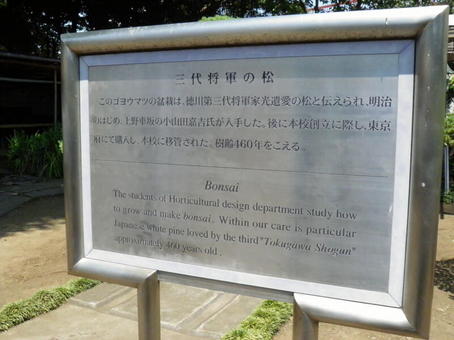 三代将軍の松
このゴヨウマツの盆栽は、徳川第三代将軍家光遺愛の松と伝えられ、明治
はじめ、上野車坂の小山田嘉吉氏が入手した。後に本校創立に際し、東京
府にて購入し、本校に移管された。樹齢460年をこえる。
Bonsai
The students of Horticultural design department study how
to grow and make bonsai. Within our care is particular
Japanese white pine loved by the third "Tokugawa Shogun"
approximately 460 years old.